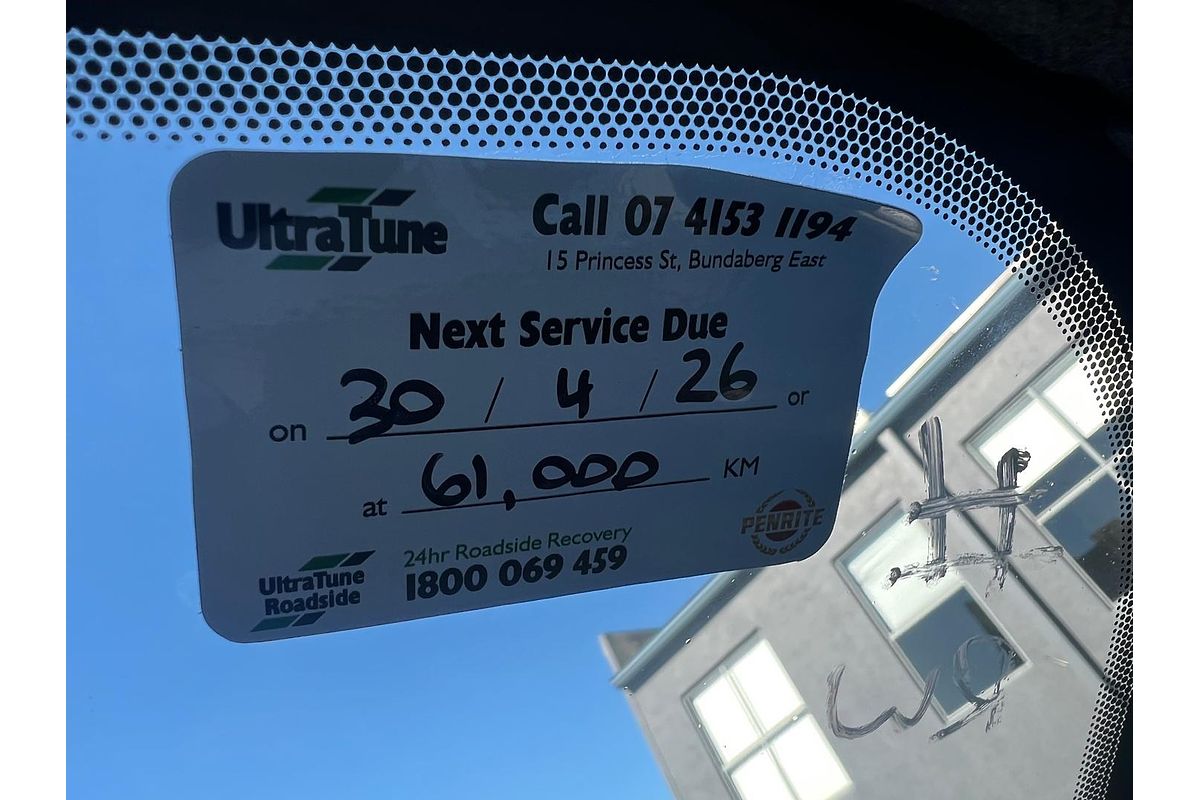 UltraTune
Call 07 4153 1194
15 Princess St, Bundaberg East
Next Service Due
on 30 / 4 / 26 or
at 61,000 KM
PENRITE
UltraTune
Roadside
24hr Roadside Recovery
1800 069 459